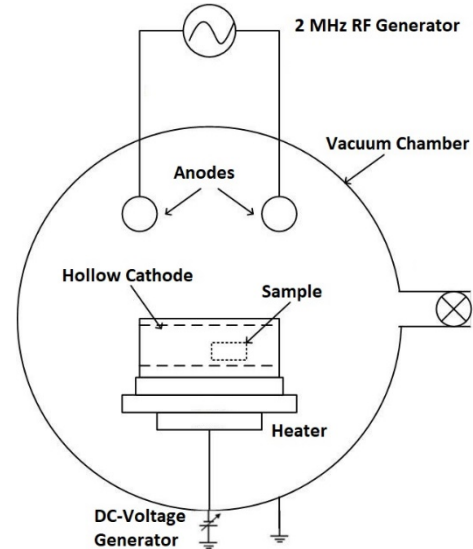 2 MHz RF Generator
Vacuum Chamber
Anodes
Hollow Cathode
Sample
Heater
DC-Voltage
Generator